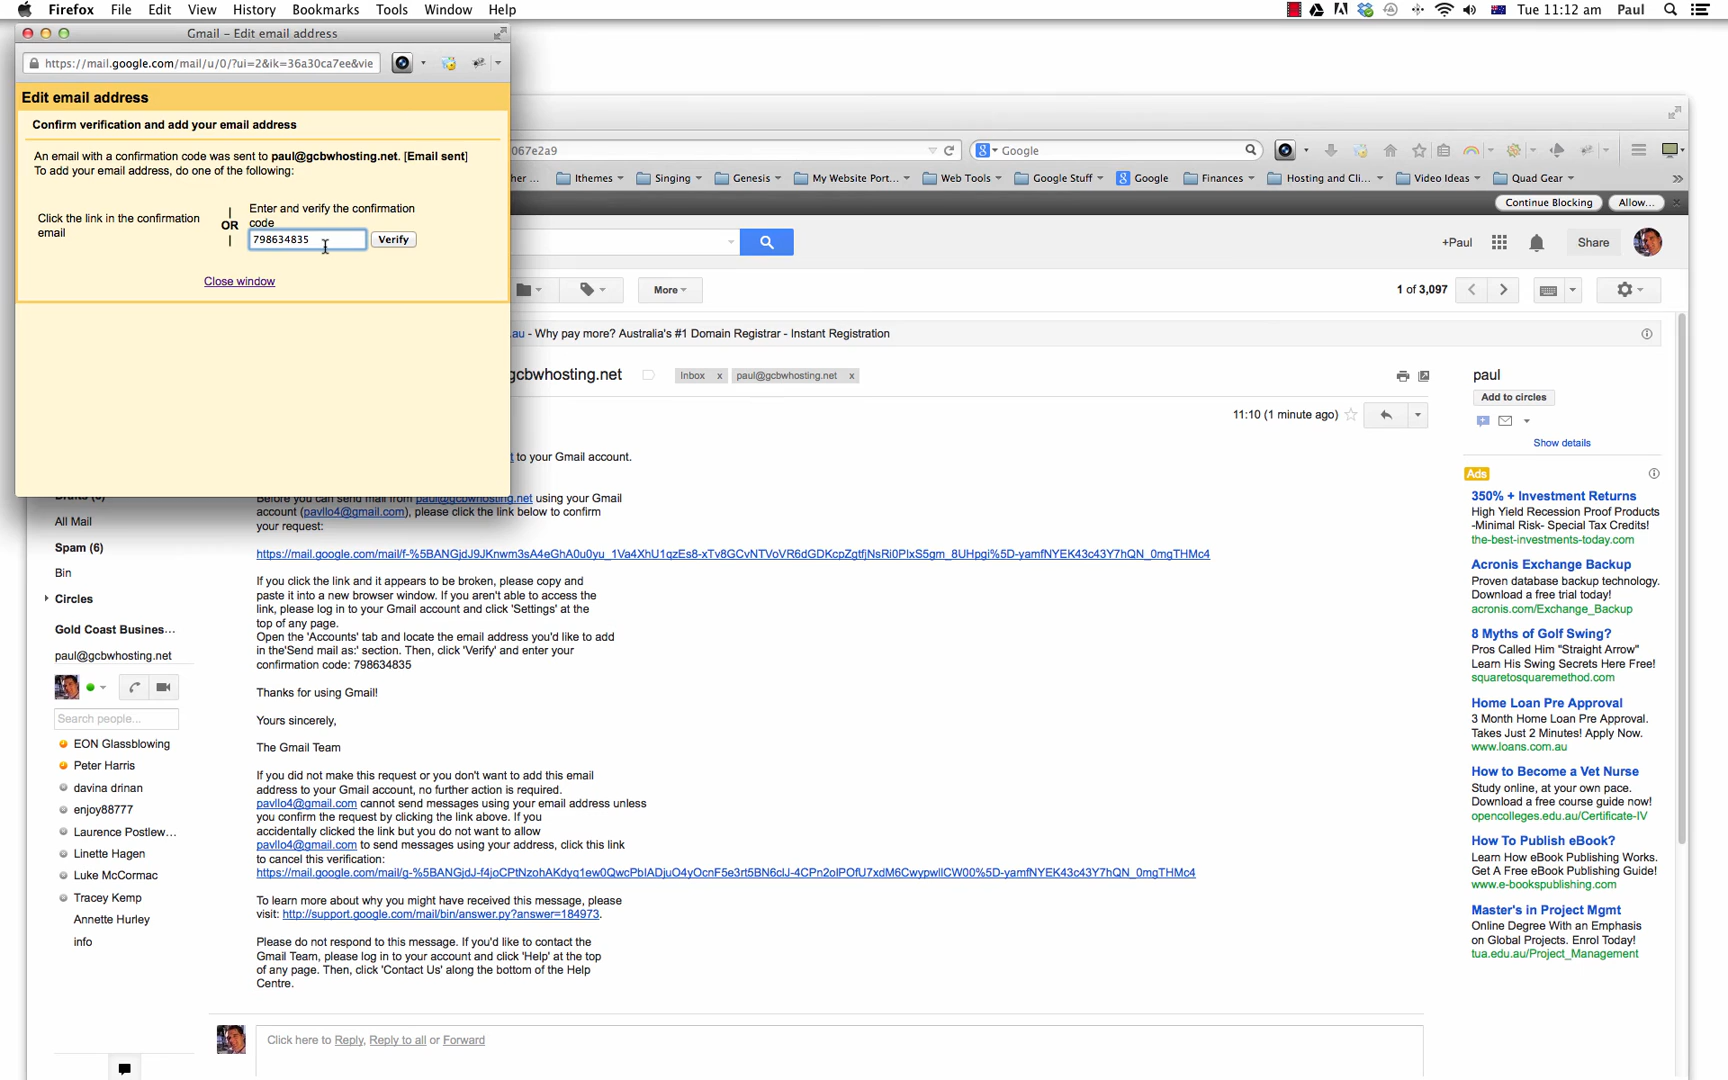 Firefox File Edit View History Bookmarks Tools Window Help
Tue 11:12 am Paul
Gmail – Edit email address
https://mail.google.com/mail/u/0/?ui=2&ik=36a30ca7ee&vie
Edit email address
Confirm verification and add your email address
An email with a confirmation code was sent to paul@gcbwhosting.net. [Email sent]
To add your email address, do one of the following:
Click the link in the confirmation
email
OR
Enter and verify the confirmation
code
798634835
Verify
Close window
067e2a9
Google
her ... Ithemes Singing Genesis My Website Port... Web Tools Google Stuff Google Finances Hosting and Cli... Video Ideas Quad Gear »
Continue Blocking Allow...
+Paul Share
More
1 of 3,097
.au - Why pay more? Australia's #1 Domain Registrar - Instant Registration
gcbwhosting.net Inbox x paul@gcbwhosting.net x
11:10 (1 minute ago)
t to your Gmail account.
Before you can send mail from paul@gcbwhosting.net using your Gmail
account (pavllo4@gmail.com), please click the link below to confirm
your request:
https://mail.google.com/mail/f-%5BANGjdJ9JKnwm3sA4eGhA0u0yu_1Va4XhU1qzEs8-xTv8GCvNTVoVR6dGDKcpZgtfjNsRi0PIxS5gm_8UHpgi%5D-yamfNYEK43c43Y7hQN_0mgTHMc4
If you click the link and it appears to be broken, please copy and
paste it into a new browser window. If you aren't able to access the
link, please log in to your Gmail account and click 'Settings' at the
top of any page.
Open the 'Accounts' tab and locate the email address you'd like to add
in the'Send mail as:' section. Then, click 'Verify' and enter your
confirmation code: 798634835
Thanks for using Gmail!
Yours sincerely,
The Gmail Team
If you did not make this request or you don't want to add this email
address to your Gmail account, no further action is required.
pavllo4@gmail.com cannot send messages using your email address unless
you confirm the request by clicking the link above. If you
accidentally clicked the link but you do not want to allow
pavllo4@gmail.com to send messages using your address, click this link
to cancel this verification:
https://mail.google.com/mail/g-%5BANGjdJ-f4joCPtNzohAKdyq1ew0QwcPbIADjuO4yOcnF5e3rt5BN6cIJ-4CPn2olPOfU7xdM6CwypwllCW00%5D-yamfNYEK43c43Y7hQN_0mgTHMc4
To learn more about why you might have received this message, please
visit: http://support.google.com/mail/bin/answer.py?answer=184973.
Please do not respond to this message. If you'd like to contact the
Gmail Team, please log in to your account and click 'Help' at the top
of any page. Then, click 'Contact Us' along the bottom of the Help
Centre.
Click here to Reply, Reply to all or Forward
All Mail
Spam (6)
Bin
Circles
Gold Coast Busines...
paul@gcbwhosting.net
Search people...
EON Glassblowing
Peter Harris
davina drinan
enjoy88777
Laurence Postlew...
Linette Hagen
Luke McCormac
Tracey Kemp
Annette Hurley
info
paul
Add to circles
Show details
Ads
350% + Investment Returns
High Yield Recession Proof Products
-Minimal Risk- Special Tax Credits!
the-best-investments-today.com
Acronis Exchange Backup
Proven database backup technology.
Download a free trial today!
acronis.com/Exchange_Backup
8 Myths of Golf Swing?
Pros Called Him "Straight Arrow"
Learn His Swing Secrets Here Free!
squaretosquaremethod.com
Home Loan Pre Approval
3 Month Home Loan Pre Approval.
Takes Just 2 Minutes! Apply Now.
www.loans.com.au
How to Become a Vet Nurse
Study online, at your own pace.
Download a free course guide now!
opencolleges.edu.au/Certificate-IV
How To Publish eBook?
Learn How eBook Publishing Works.
Get A Free eBook Publishing Guide!
www.e-bookspublishing.com
Master's in Project Mgmt
Online Degree With an Emphasis
on Global Projects. Enrol Today!
tua.edu.au/Project_Management